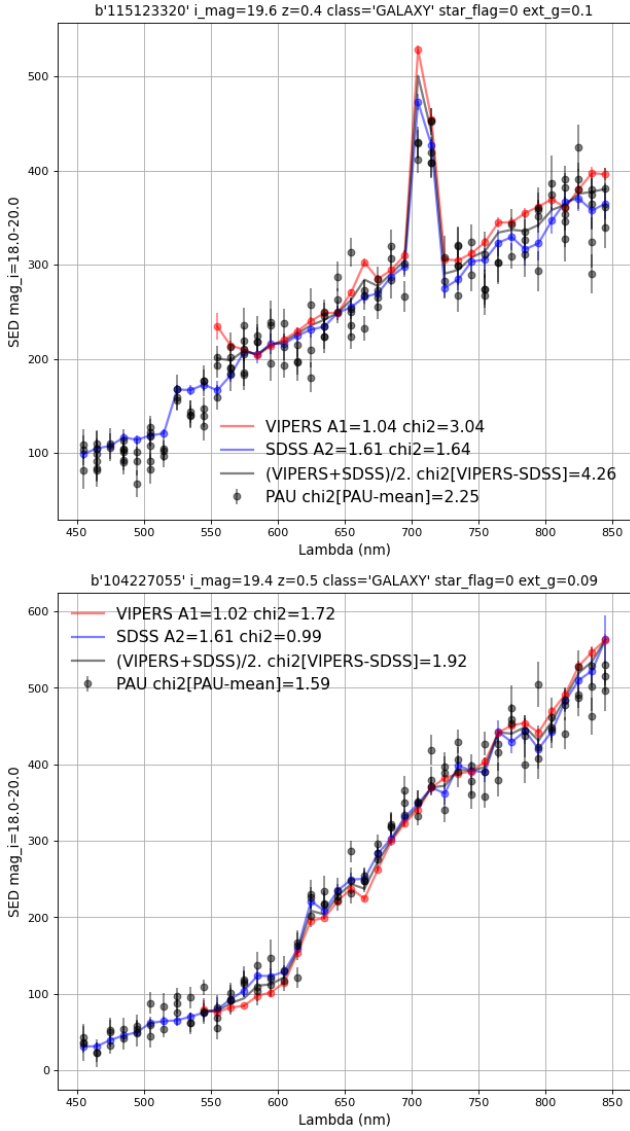 b'115123320' i_mag=19.6 z=0.4 class='GALAXY' star_flag=0 ext_g=0.1
500
400
300
200
100
SED mag_i=18.0-20.0
VIPERS A1=1.04 chi2=3.04
SDSS A2=1.61 chi2=1.64
(VIPERS+SDSS)/2. chi2[VIPERS-SDSS]=4.26
PAU chi2[PAU-mean]=2.25
450 500 550 600 650 700 750 800 850
Lambda (nm)
b'104227055' i_mag=19.4 z=0.5 class='GALAXY' star_flag=0 ext_g=0.09
600
500
400
300
200
100
0
SED mag_i=18.0-20.0
VIPERS A1=1.02 chi2=1.72
SDSS A2=1.61 chi2=0.99
(VIPERS+SDSS)/2. chi2[VIPERS-SDSS]=1.92
PAU chi2[PAU-mean]=1.59
450 500 550 600 650 700 750 800 850
Lambda (nm)